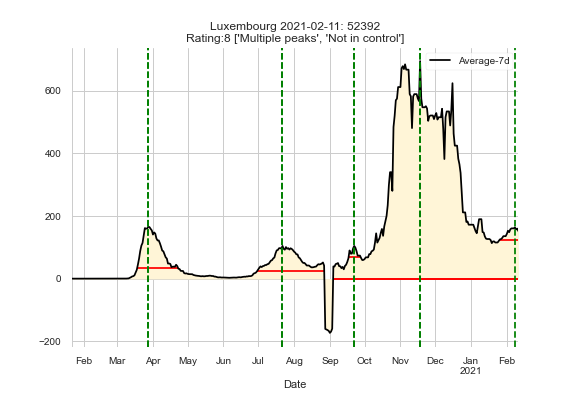 Luxembourg 2021-02-11: 52392
Rating:8 ['Multiple peaks', 'Not in control']
Average-7d
600
400
200
0
−200
Feb Mar Apr May Jun Jul Aug Sep Oct Nov Dec Jan Feb
2021
Date